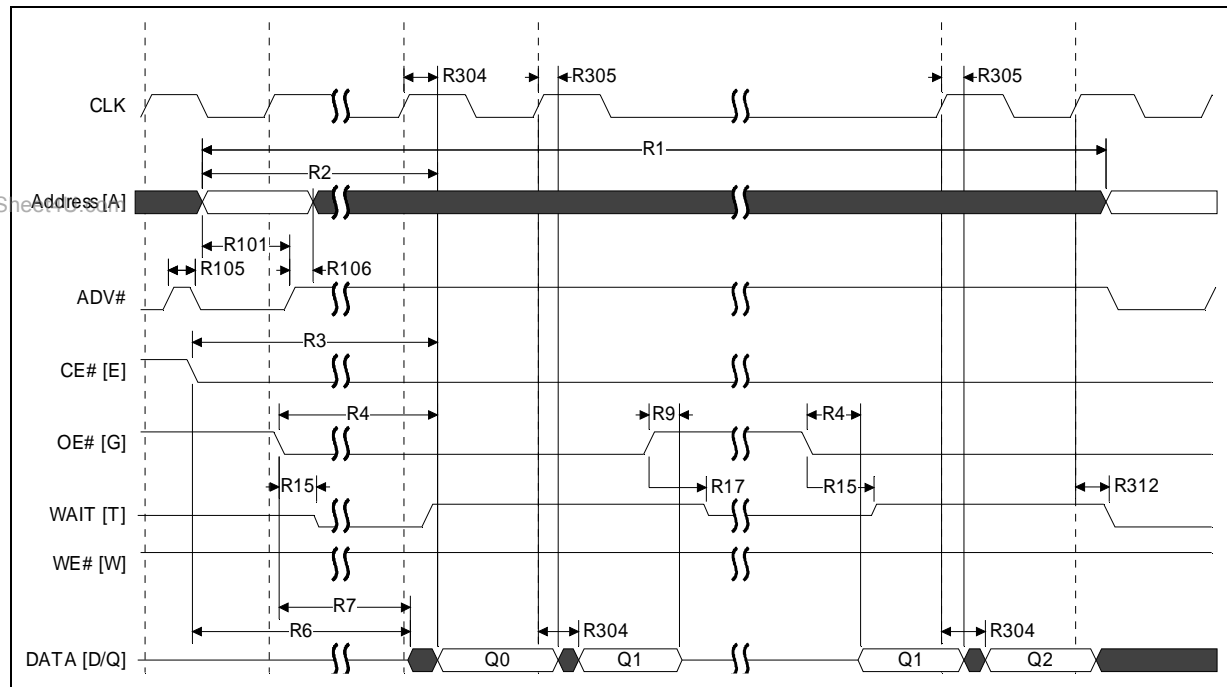 R304
R305
R305
CLK
R1
R2
Address [A]
R101
R105
R106
ADV#
R3
CE# [E]
R4
R9
R4
OE# [G]
R15
R17
R15
R312
WAIT [T]
WE# [W]
R7
R6
R304
R304
DATA [D/Q]
Q0
Q1
Q1
Q2